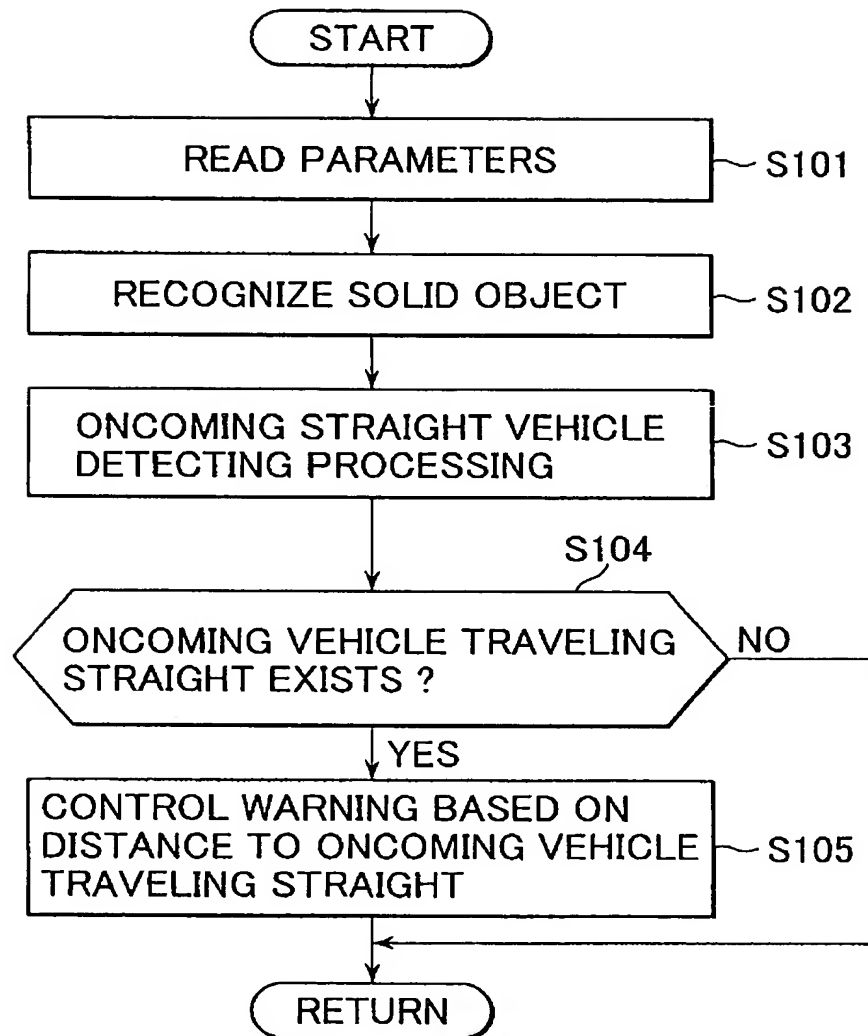 START
READ PARAMETERS
S101
RECOGNIZE SOLID OBJECT
S102
ONCOMING STRAIGHT VEHICLE
DETECTING PROCESSING
S103
S104
ONCOMING VEHICLE TRAVELING
STRAIGHT EXISTS ?
NO
YES
CONTROL WARNING BASED ON
DISTANCE TO ONCOMING VEHICLE
TRAVELING STRAIGHT
S105
RETURN